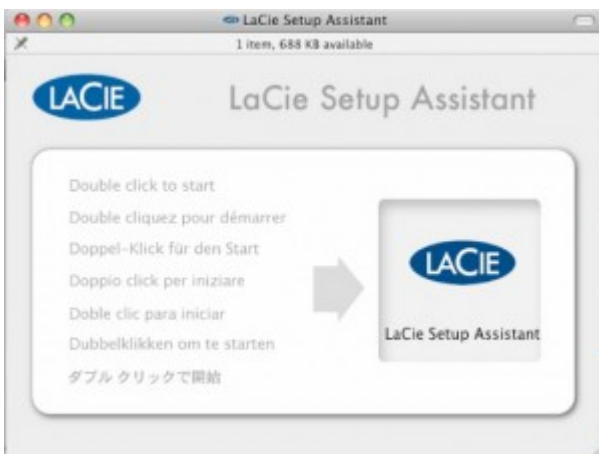 LaCie Setup Assistant
1 item, 688 KB available
LACIE LaCie Setup Assistant
Double click to start
Double cliquez pour démarrer
Doppel-Klick für den Start
Doppio click per iniziare
Doble clic para iniciar
Dubbelklikken om te starten
ダブル クリックで開始
LACIE
LaCie Setup Assistant